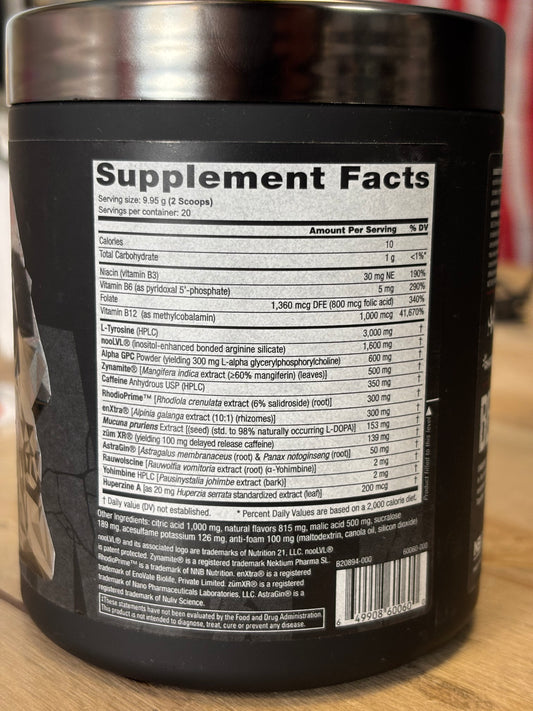 Supplement Facts
Serving size: 9.95 g (2 Scoops)
Servings per container: 20
Amount Per Serving % DV
Calories 10
Total Carbohydrate 1 g <1%*
Niacin (vitamin B3) 30 mg NE 190%
Vitamin B6 (as pyridoxal 5'-phosphate) 5 mg 290%
Folate 1,360 mcg DFE (800 mcg folic acid) 340%
Vitamin B12 (as methylcobalamin) 1,000 mcg 41,670%
L-Tyrosine (HPLC) 3,000 mg †
nooLVL® (inositol-enhanced bonded arginine silicate) 1,600 mg †
Alpha GPC Powder (yielding 300 mg L-alpha glycerylphosphorylcholine) 600 mg †
Zynamite® [Mangifera indica extract (≥60% mangiferin) (leaves)] 500 mg †
Caffeine Anhydrous USP (HPLC) 350 mg †
RhodioPrime™ [Rhodiola crenulata extract (6% salidroside) (root)] 300 mg †
enXtra® [Alpinia galanga extract (10:1) (rhizomes)] 300 mg †
Mucuna pruriens Extract [(seed) (std. to 98% naturally occurring L-DOPA)] 153 mg †
zūm XR® (yielding 100 mg delayed release caffeine) 139 mg †
AstraGin® [Astragalus membranaceus (root) & Panax notoginseng (root)] 50 mg †
Rauwolscine [Rauwolfia vomitoria extract (root) (α-Yohimbine)] 2 mg †
Yohimbine HPLC [Pausinystalia johimbe extract (bark)] 2 mg †
Huperzine A [as 20 mg Huperzia serrata standardized extract (leaf)] 200 mcg †
† Daily value (DV) not established. * Percent Daily Values are based on a 2,000 calorie diet.
Other Ingredients: citric acid 1,000 mg, natural flavors 815 mg, malic acid 500 mg, sucralose
189 mg, acesulfame potassium 126 mg, anti-foam 100 mg (maltodextrin, canola oil, silicon dioxide)
nooLVL® and its associated logo are trademarks of Nutrition 21, LLC. nooLVL®
is patent protected. Zynamite® is a registered trademark Nektium Pharma SL.
RhodioPrime™ is a trademark of NNB Nutrition. enXtra® is a registered
trademark of EnoVate Biolife, Private Limited. zümXR® is a registered
trademark of Nano Pharmaceuticals Laboratories, LLC. AstraGin® is a
registered trademark of Nuliv Science.
‡These statements have not been evaluated by the Food and Drug Administration.
This product is not intended to diagnose, treat, cure or prevent any disease.
B20894-000 60060-000
6 49908 60060
Product filled to this level